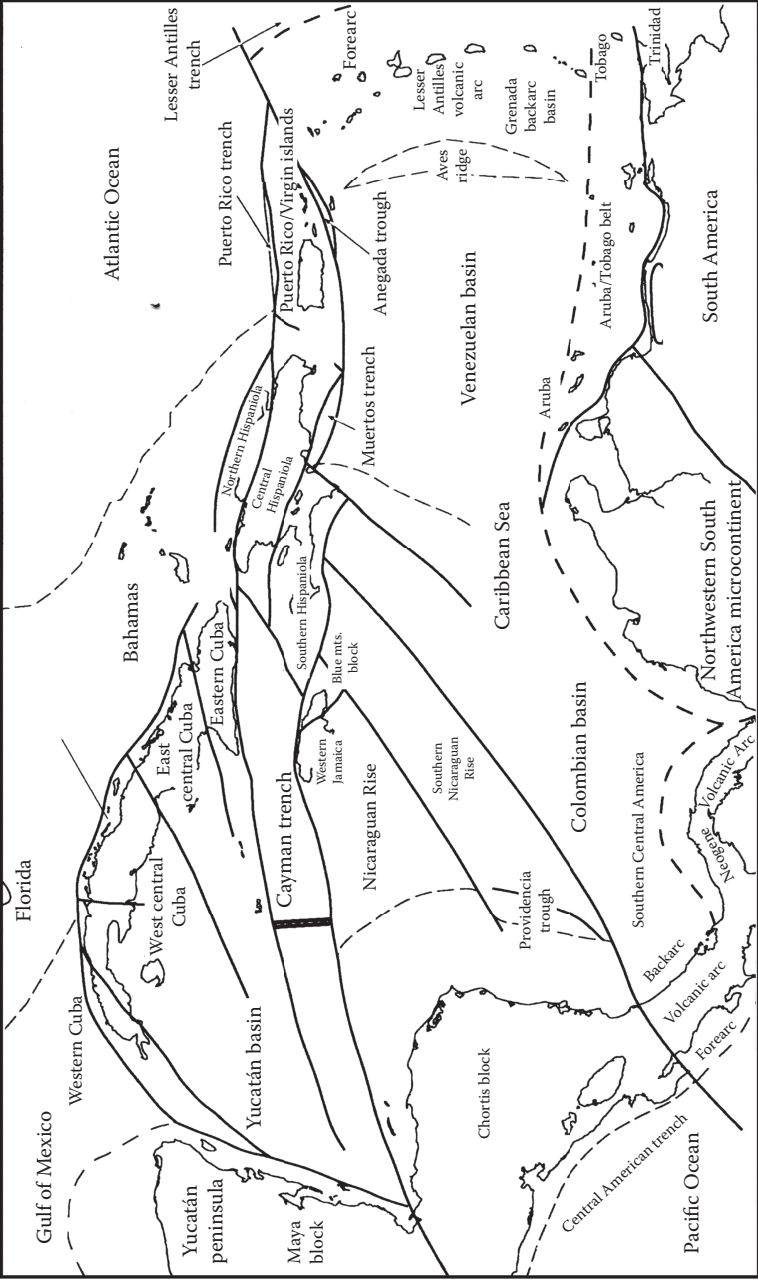 Gulf of Mexico
Florida
Atlantic Ocean
Lesser Antilles
trench
Western Cuba
Bahamas
Puerto Rico trench
Forearc
Yucatán
peninsula
West central
Cuba
East
central Cuba
Eastern Cuba
Northern Hispaniola
Central
Hispaniola
Puerto Rico/Virgin islands
Maya
block
Yucatán basin
Cayman trench
Southern Hispaniola
Blue mts.
block
Western
Jamaica
Muertos trench
Anegada trough
Lesser
Antilles
volcanic
arc
Aves
ridge
Grenada
backarc
basin
Nicaraguan Rise
Southern
Nicaraguan
Rise
Caribbean Sea
Venezuelan basin
Chortis block
Providencia
trough
Colombian basin
Aruba
Aruba/Tobago belt
Tobago
Trinidad
Southern Central America
Backarc
Volcanic arc
Forearc
Neogene
Volcanic Arc
Central American trench
Pacific Ocean
Northwestern South
America microcontinent
South America